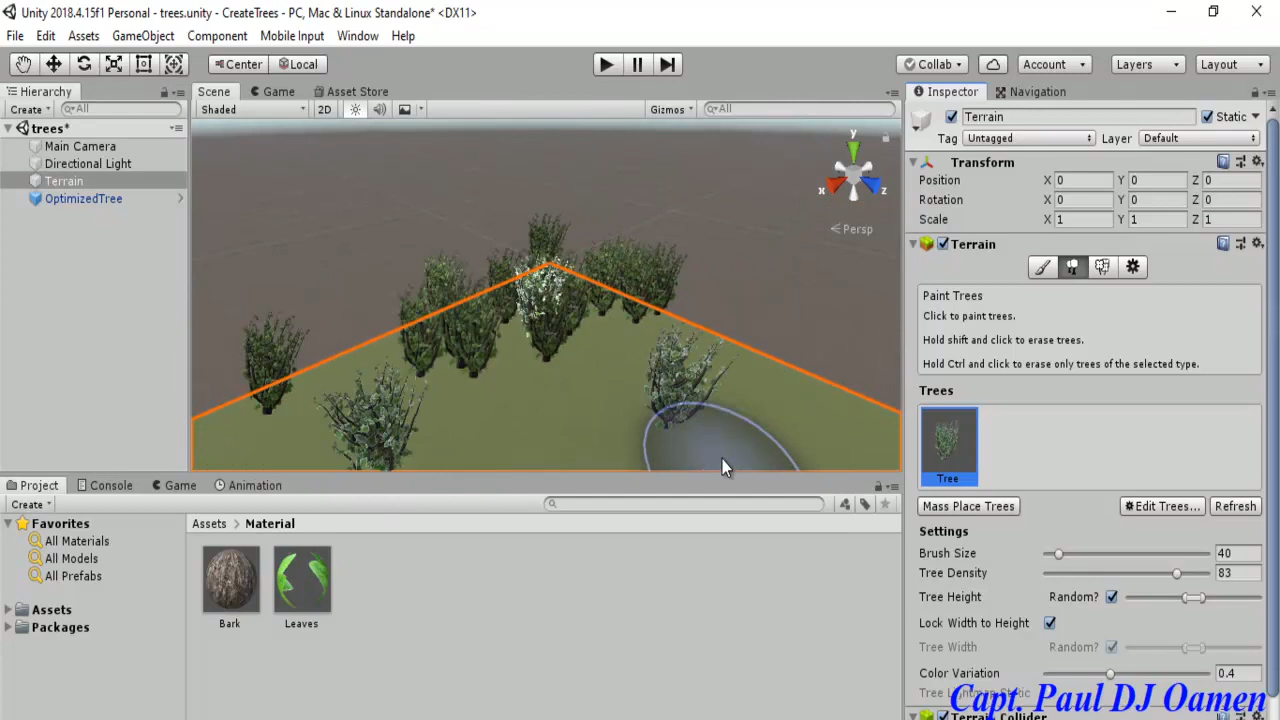 Unity 2018.4.15f1 Personal - trees.unity - CreateTrees - PC, Mac & Linux Standalone* <DX11>
File Edit Assets GameObject Component Mobile Input Window Help
Center Local Collab Account Layers Layout
Hierarchy Scene Game Asset Store Inspector Navigation
Create All Shaded 2D Gizmos All Terrain Static
trees* Tag Untagged Layer Default
Main Camera
Directional Light
Terrain
OptimizedTree
y
x z
Persp
Transform
Position X 0 Y 0 Z 0
Rotation X 0 Y 0 Z 0
Scale X 1 Y 1 Z 1
Terrain
Paint Trees
Click to paint trees.
Hold shift and click to erase trees.
Hold Ctrl and click to erase only trees of the selected type.
Trees
Tree
Mass Place Trees Edit Trees... Refresh
Settings
Brush Size 40
Tree Density 83
Tree Height Random?
Lock Width to Height
Tree Width Random?
Color Variation 0.4
Tree Lightmap Static
Terrain Collider
Project Console Game Animation
Create
Favorites
All Materials
All Models
All Prefabs
Assets
Packages
Assets Material
Bark Leaves
Capt. Paul DJ Oamen